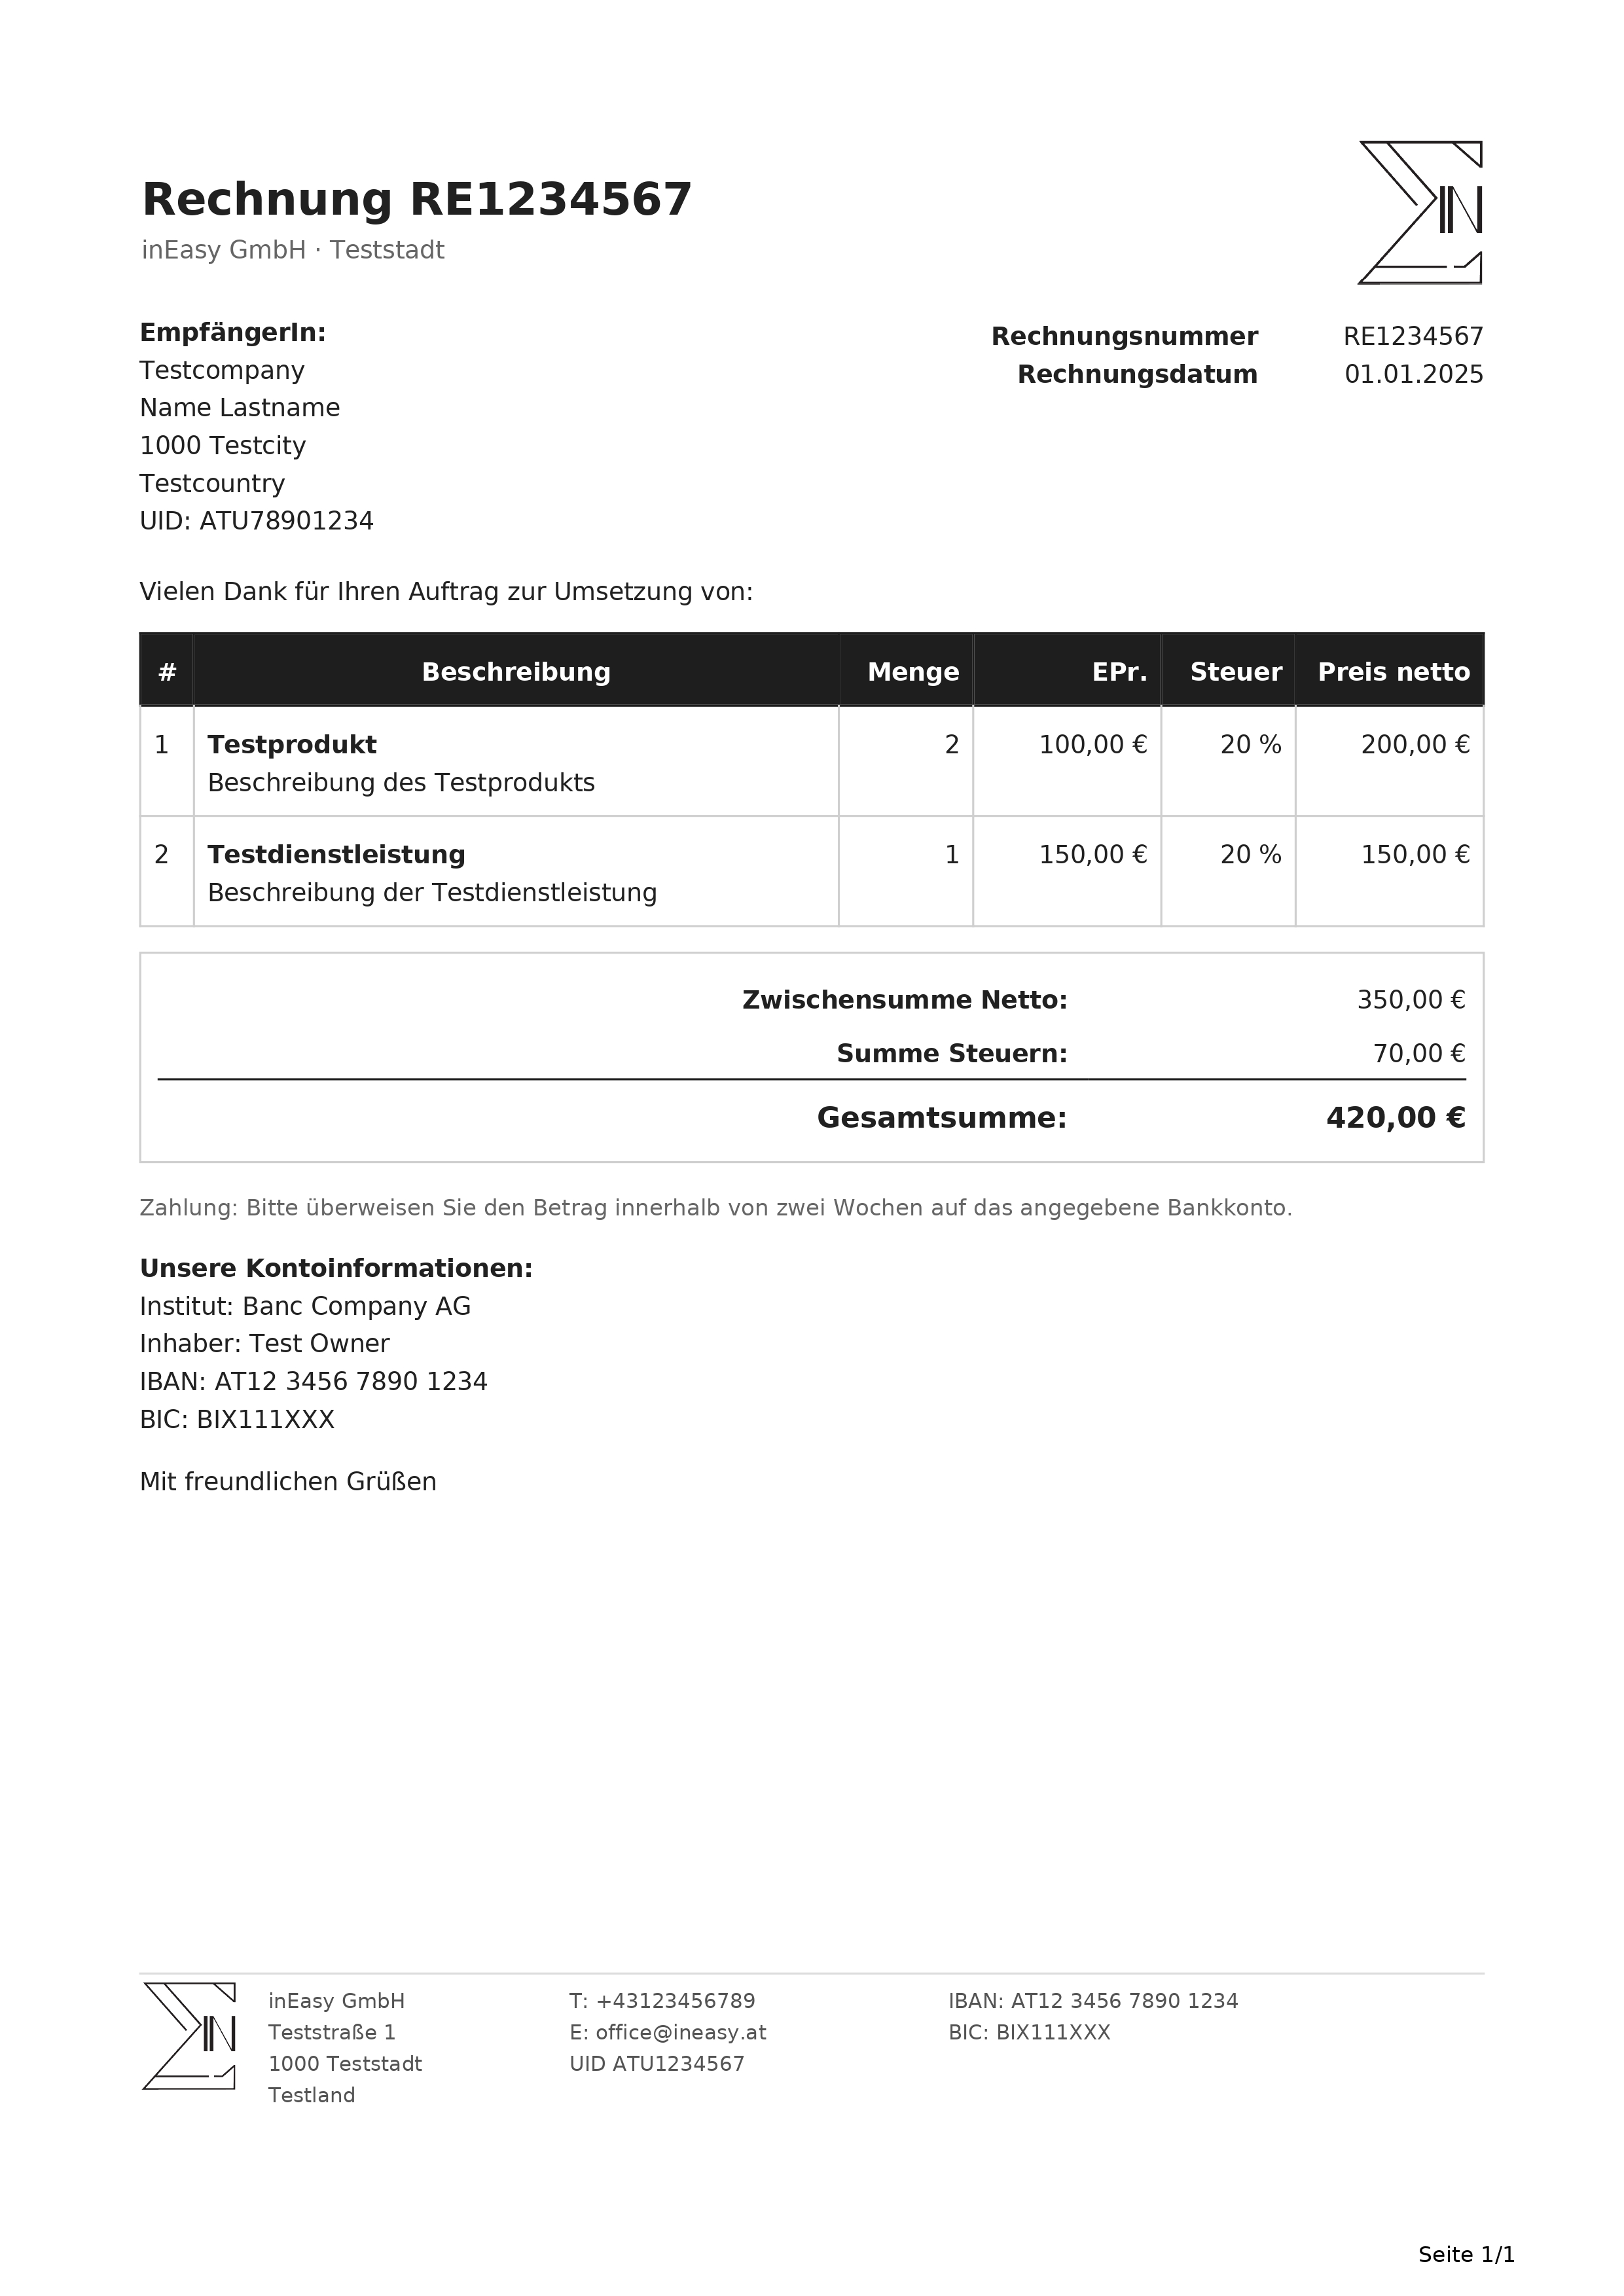 Rechnung RE1234567
inEasy GmbH · Teststadt
IN
EmpfängerIn:
Testcompany
Name Lastname
1000 Testcity
Testcountry
UID: ATU78901234
Rechnungsnummer RE1234567
Rechnungsdatum 01.01.2025
Vielen Dank für Ihren Auftrag zur Umsetzung von:
# Beschreibung Menge EPr. Steuer Preis netto
1 Testprodukt 2 100,00 € 20 % 200,00 €
Beschreibung des Testprodukts
2 Testdienstleistung 1 150,00 € 20 % 150,00 €
Beschreibung der Testdienstleistung
Zwischensumme Netto: 350,00 €
Summe Steuern: 70,00 €
Gesamtsumme: 420,00 €
Zahlung: Bitte überweisen Sie den Betrag innerhalb von zwei Wochen auf das angegebene Bankkonto.
Unsere Kontoinformationen:
Institut: Banc Company AG
Inhaber: Test Owner
IBAN: AT12 3456 7890 1234
BIC: BIX111XXX
Mit freundlichen Grüßen
IN
inEasy GmbH
Teststraße 1
1000 Teststadt
Testland
T: +43123456789
E: office@ineasy.at
UID ATU1234567
IBAN: AT12 3456 7890 1234
BIC: BIX111XXX
Seite 1/1